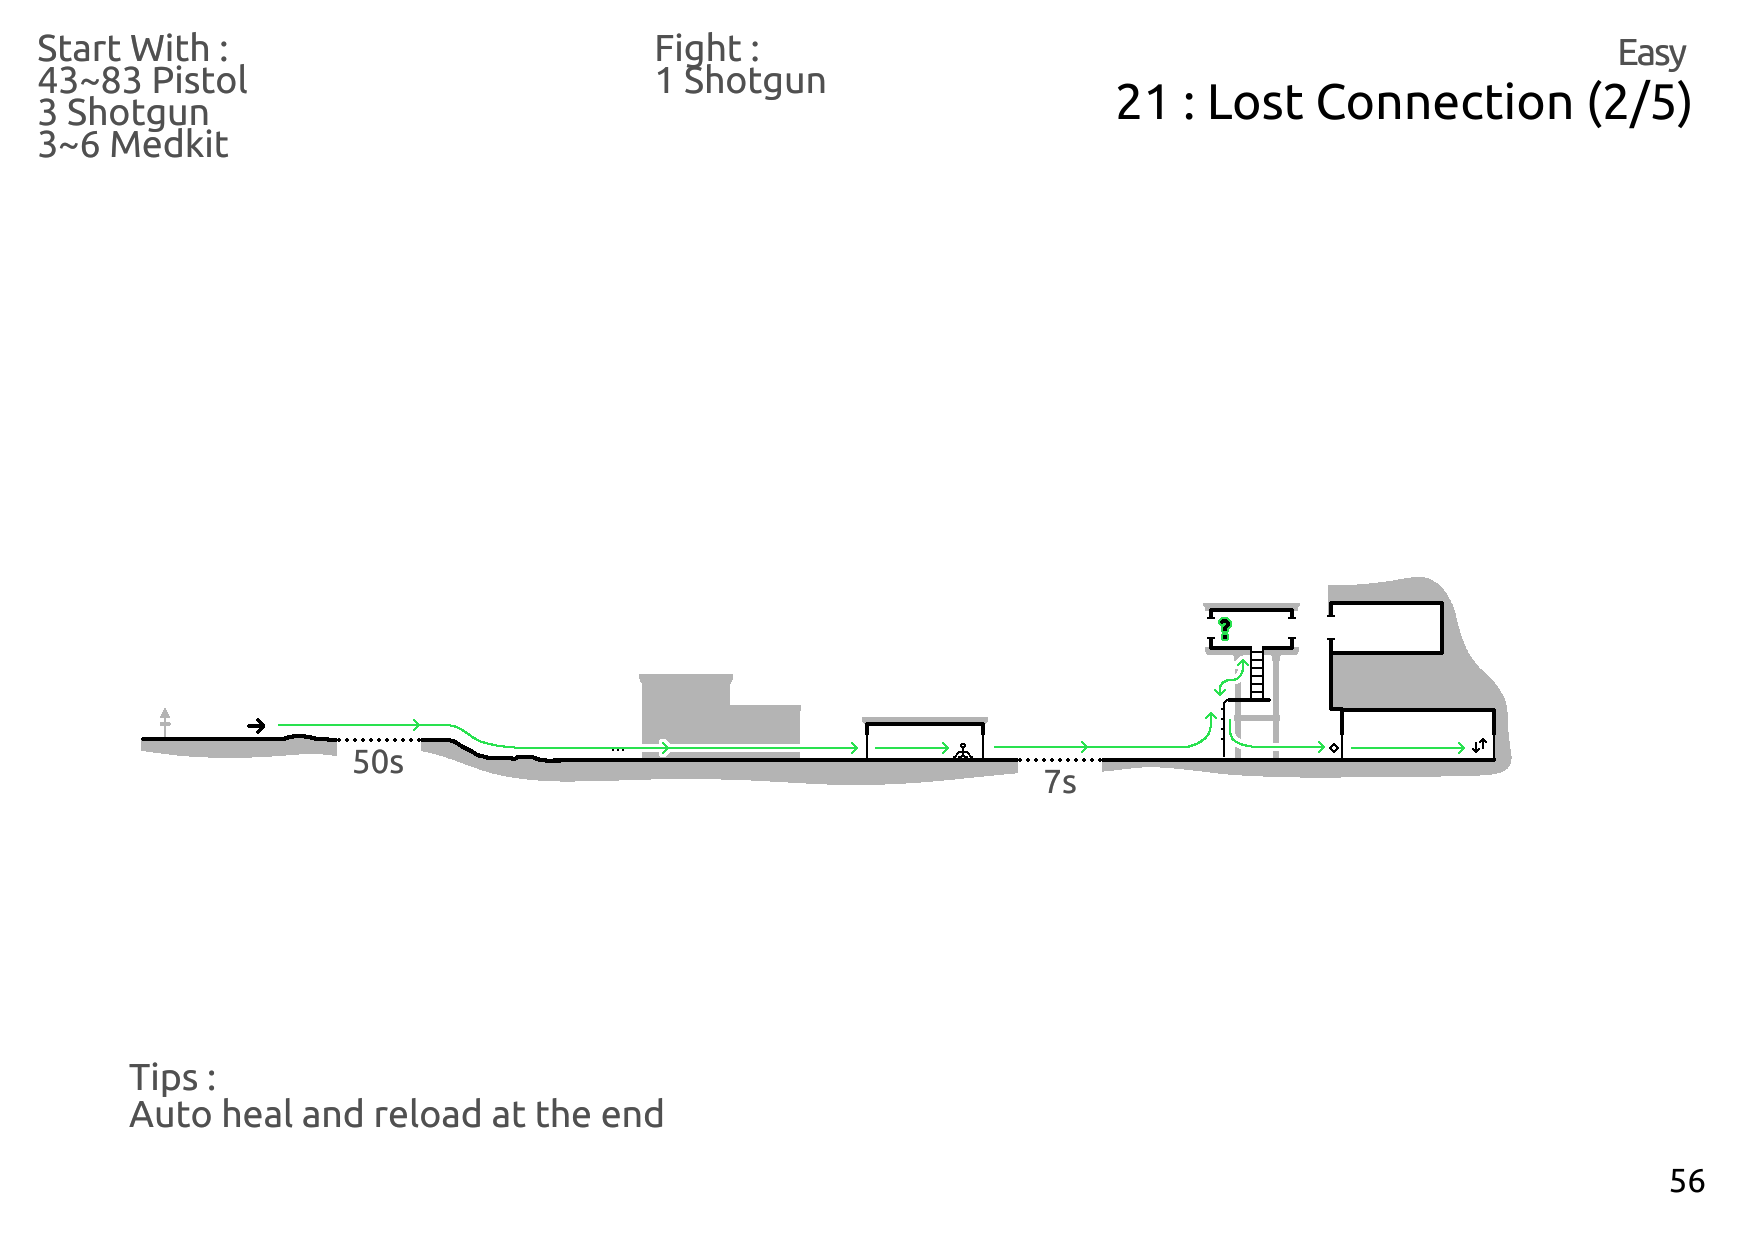 Start With :
43~83 Pistol
3 Shotgun
3~6 Medkit
Fight :
1 Shotgun
Easy
21 : Lost Connection (2/5)
?
50s
7s
Tips :
Auto heal and reload at the end
56